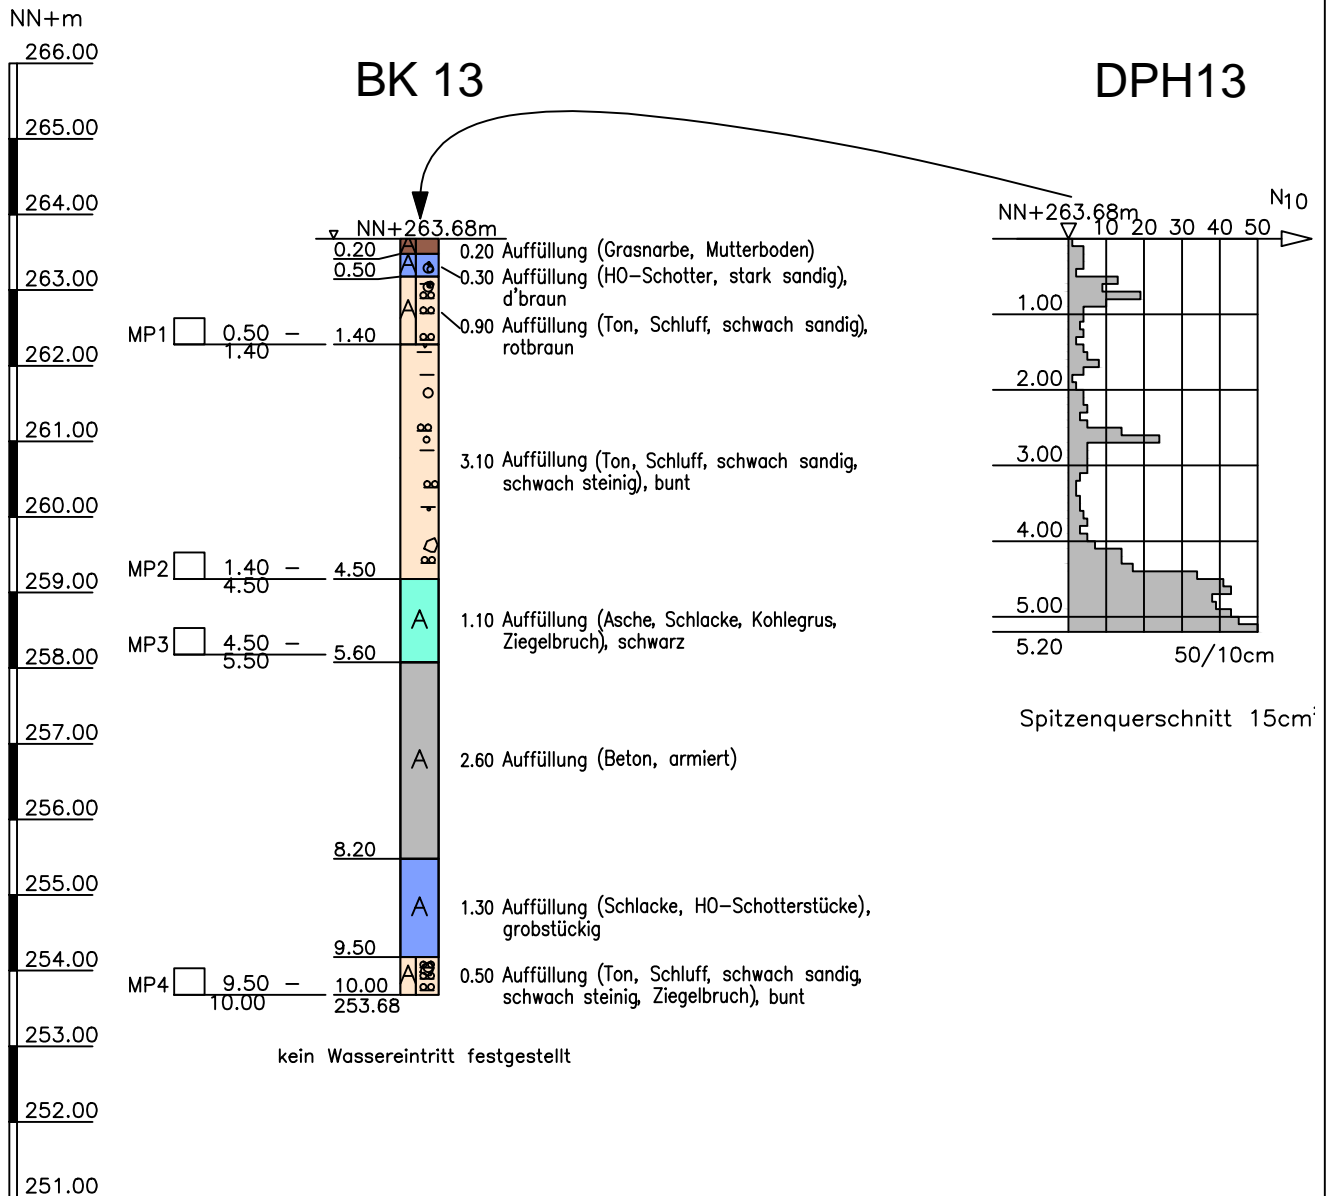 NN+m
266.00
265.00
264.00
263.00
262.00
261.00
260.00
259.00
258.00
257.00
256.00
255.00
254.00
253.00
252.00
251.00
BK 13
NN+263.68m
0.20
0.50
1.40
4.50
5.60
8.20
9.50
10.00
253.68
A
A
A
A
A
A
A
MP1 0.50 –
1.40
MP2 1.40 –
4.50
MP3 4.50 –
5.50
MP4 9.50 –
10.00
0.20 Auffüllung (Grasnarbe, Mutterboden)
0.30 Auffüllung (HO–Schotter, stark sandig),
d'braun
0.90 Auffüllung (Ton, Schluff, schwach sandig),
rotbraun
3.10 Auffüllung (Ton, Schluff, schwach sandig,
schwach steinig), bunt
1.10 Auffüllung (Asche, Schlacke, Kohlegrus,
Ziegelbruch), schwarz
2.60 Auffüllung (Beton, armiert)
1.30 Auffüllung (Schlacke, HO–Schotterstücke),
grobstückig
0.50 Auffüllung (Ton, Schluff, schwach sandig,
schwach steinig, Ziegelbruch), bunt
kein Wassereintritt festgestellt
DPH13
N10
NN+263.68m
10 20 30 40 50
1.00
2.00
3.00
4.00
5.00
5.20
50/10cm
Spitzenquerschnitt 15cm²